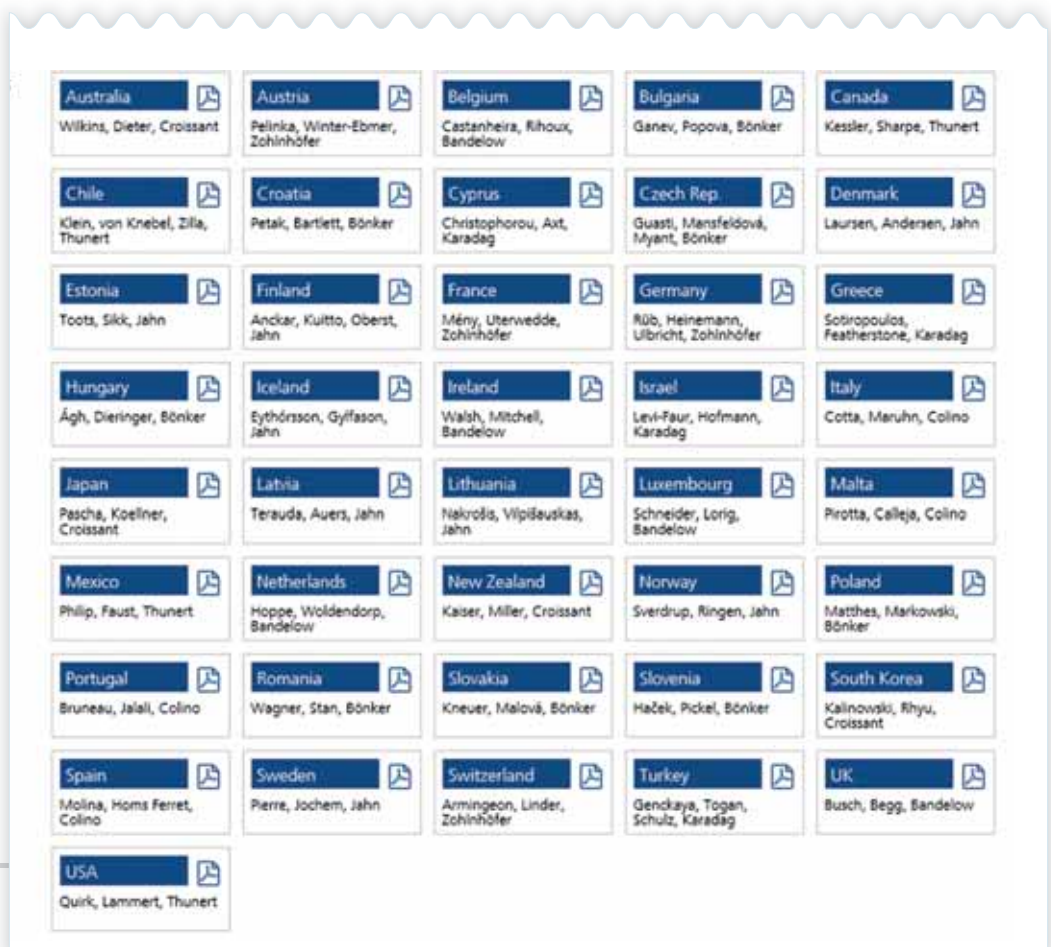 Australia
Wilkins, Dieter, Croissant
Austria
Pelinka, Winter-Ebmer,
Zohlnhöfer
Belgium
Castanheira, Rihoux,
Bandelow
Bulgaria
Ganev, Popova, Bönker
Canada
Kessler, Sharpe, Thunert
Chile
Klein, von Knebel, Zilla,
Thunert
Croatia
Petak, Bartlett, Bönker
Cyprus
Christophorou, Axt,
Karadag
Czech Rep.
Guasti, Mansfeldová,
Myant, Bönker
Denmark
Laursen, Andersen, Jahn
Estonia
Toots, Sikk, Jahn
Finland
Anckar, Kuitto, Oberst,
Jahn
France
Mény, Uterwedde,
Zohlnhöfer
Germany
Rüb, Heinemann,
Ulbricht, Zohlnhöfer
Greece
Sotiropoulos,
Featherstone, Karadag
Hungary
Ágh, Dieringer, Bönker
Iceland
Eythórsson, Gylfason,
Jahn
Ireland
Walsh, Mitchell,
Bandelow
Israel
Levi-Faur, Hofmann,
Karadag
Italy
Cotta, Maruhn, Colino
Japan
Pascha, Koellner,
Croissant
Latvia
Terauda, Auers, Jahn
Lithuania
Nakrošis, Vilpišauskas,
Jahn
Luxembourg
Schneider, Lorig,
Bandelow
Malta
Pirotta, Calleja, Colino
Mexico
Philip, Faust, Thunert
Netherlands
Hoppe, Woldendorp,
Bandelow
New Zealand
Kaiser, Miller, Croissant
Norway
Sverdrup, Ringen, Jahn
Poland
Matthes, Markowski,
Bönker
Portugal
Bruneau, Jalali, Colino
Romania
Wagner, Stan, Bönker
Slovakia
Kneuer, Malová, Bönker
Slovenia
Haček, Pickel, Bönker
South Korea
Kalinowski, Rhyu,
Croissant
Spain
Molina, Homs Ferret,
Colino
Sweden
Pierre, Jochem, Jahn
Switzerland
Armingeon, Linder,
Zohlnhöfer
Turkey
Genckaya, Togan,
Schulz, Karadag
UK
Busch, Begg, Bandelow
USA
Quirk, Lammert, Thunert